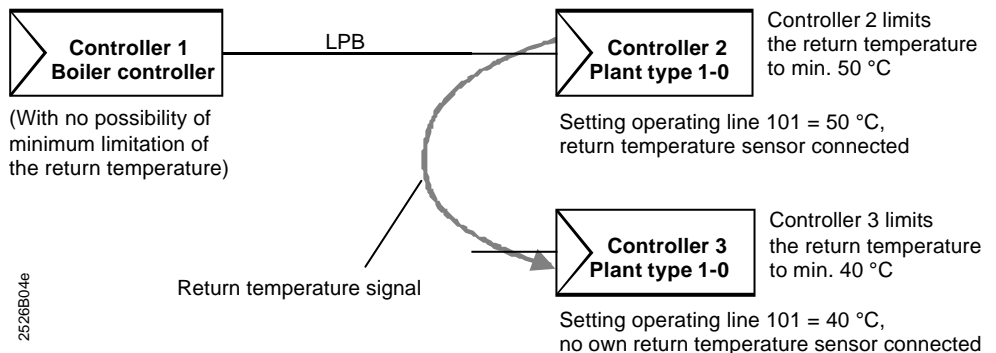 Controller 1
Boiler controller
(With no possibility of
minimum limitation of
the return temperature)
LPB
Controller 2
Plant type 1-0
Controller 2 limits
the return temperature
to min. 50 °C
Setting operating line 101 = 50 °C,
return temperature sensor connected
Return temperature signal
Controller 3
Plant type 1-0
Controller 3 limits
the return temperature
to min. 40 °C
Setting operating line 101 = 40 °C,
no own return temperature sensor connected
2526B04e